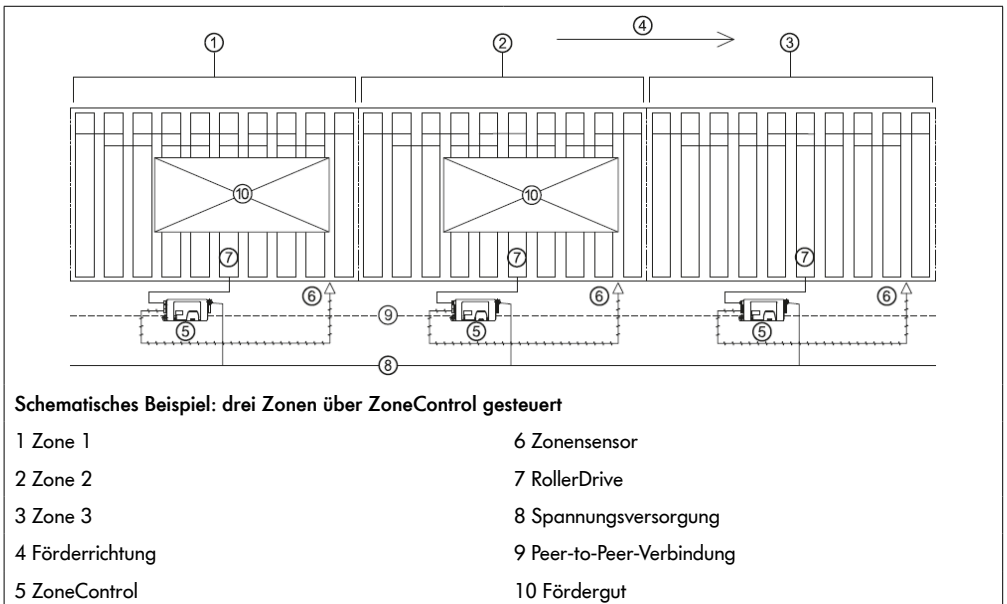 ① ② ④ ③
⑩ ⑩
⑦ ⑦ ⑦
⑥ ⑥ ⑥
⑨
⑤ ⑤ ⑤
⑧
Schematisches Beispiel: drei Zonen über ZoneControl gesteuert
1 Zone 1
2 Zone 2
3 Zone 3
4 Förderrichtung
5 ZoneControl
6 Zonensensor
7 RollerDrive
8 Spannungsversorgung
9 Peer-to-Peer-Verbindung
10 Fördergut